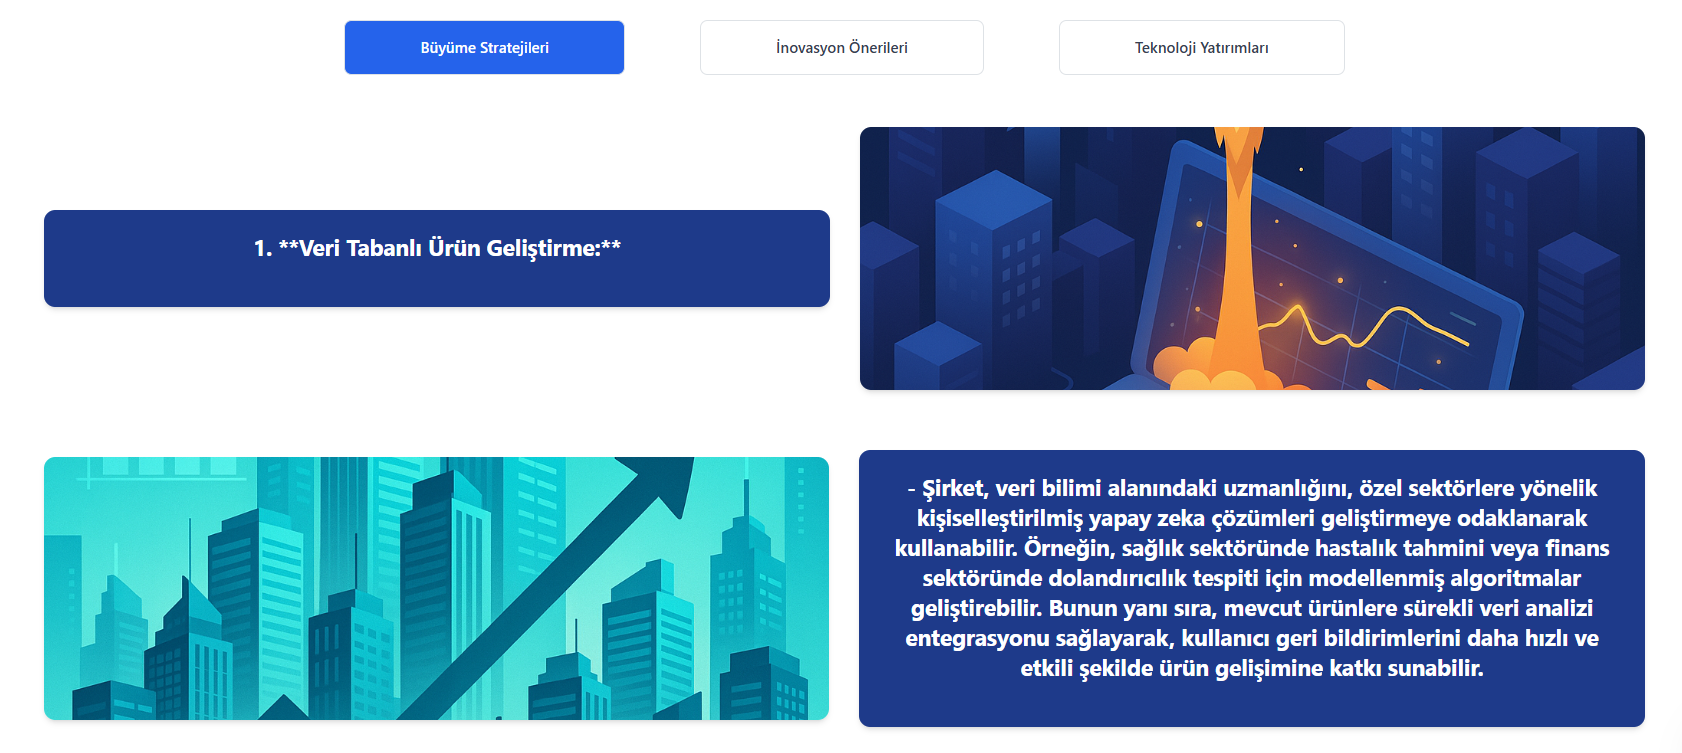 Büyüme Stratejileri
İnovasyon Önerileri
Teknoloji Yatırımları
1. **Veri Tabanlı Ürün Geliştirme:**
- Şirket, veri bilimi alanındaki uzmanlığını, özel sektörlere yönelik
kişiselleştirilmiş yapay zeka çözümleri geliştirmeye odaklanarak
kullanabilir. Örneğin, sağlık sektöründe hastalık tahmini veya finans
sektöründe dolandırıcılık tespiti için modellenmiş algoritmalar
geliştirebilir. Bunun yanı sıra, mevcut ürünlere sürekli veri analizi
entegrasyonu sağlayarak, kullanıcı geri bildirimlerini daha hızlı ve
etkili şekilde ürün gelişimine katkı sunabilir.